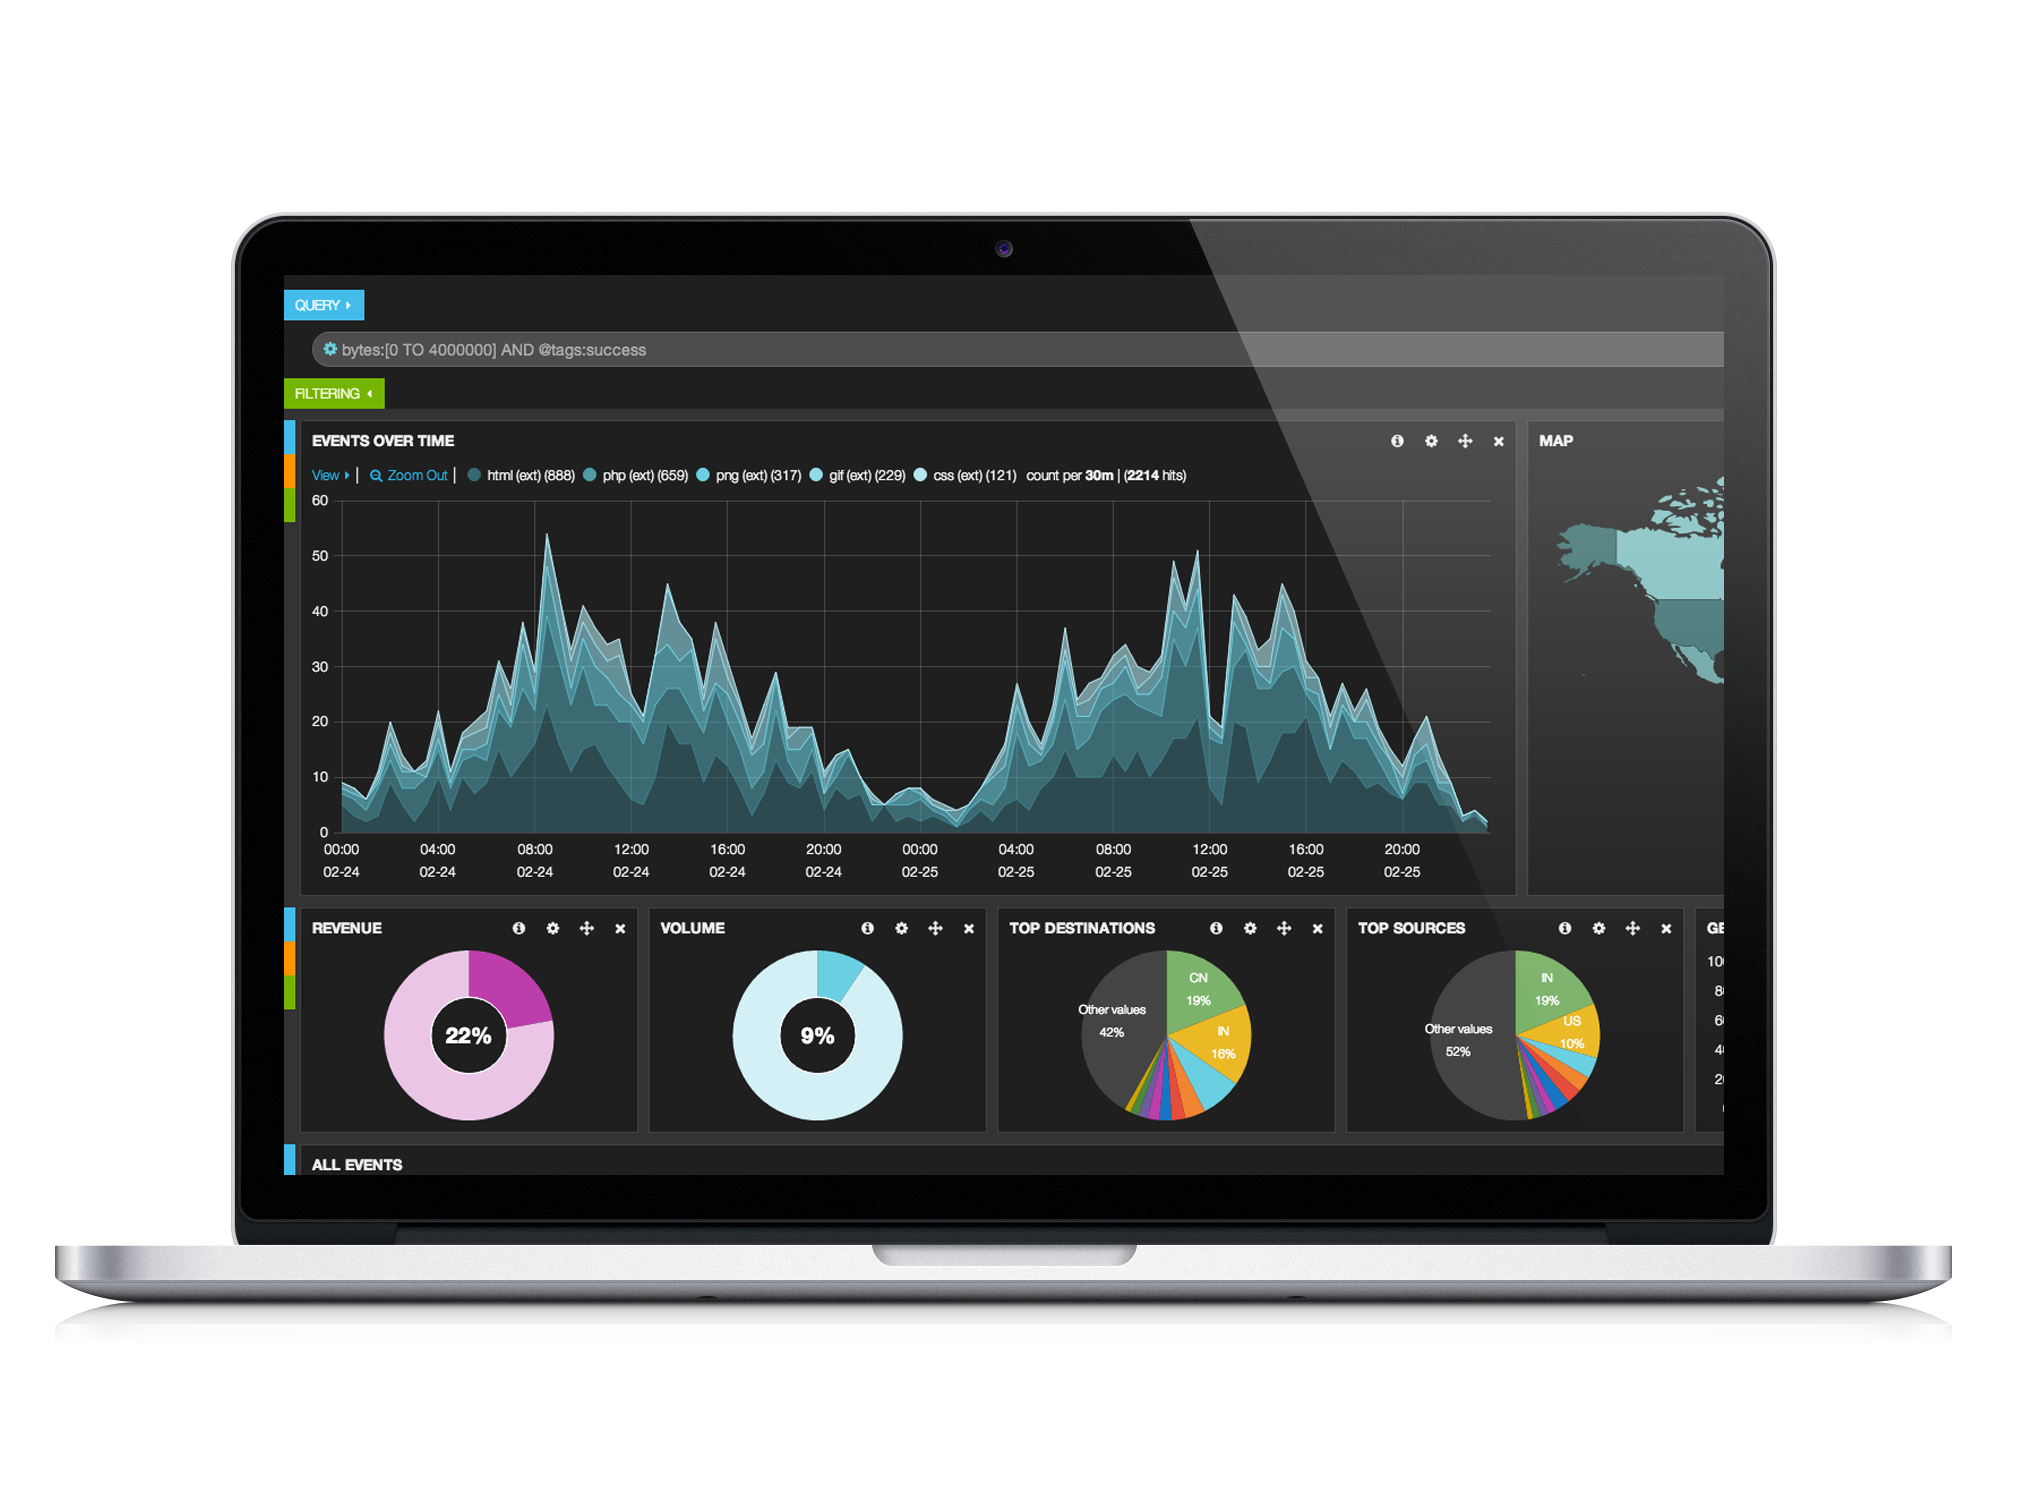 QUERY
bytes:[0 TO 4000000] AND @tags:success
FILTERING
EVENTS OVER TIME
View | Zoom Out | html (ext) (888) php (ext) (659) png (ext) (317) gif (ext) (229) css (ext) (121) count per 30m | (2214 hits)
60
50
40
30
20
10
0
00:00 04:00 08:00 12:00 16:00 20:00 00:00 04:00 08:00 12:00 16:00 20:00
02-24 02-24 02-24 02-24 02-24 02-24 02-25 02-25 02-25 02-25 02-25 02-25
MAP
REVENUE
22%
VOLUME
9%
TOP DESTINATIONS
CN
19%
Other values
42%
IN
16%
TOP SOURCES
IN
19%
US
10%
Other values
52%
ALL EVENTS